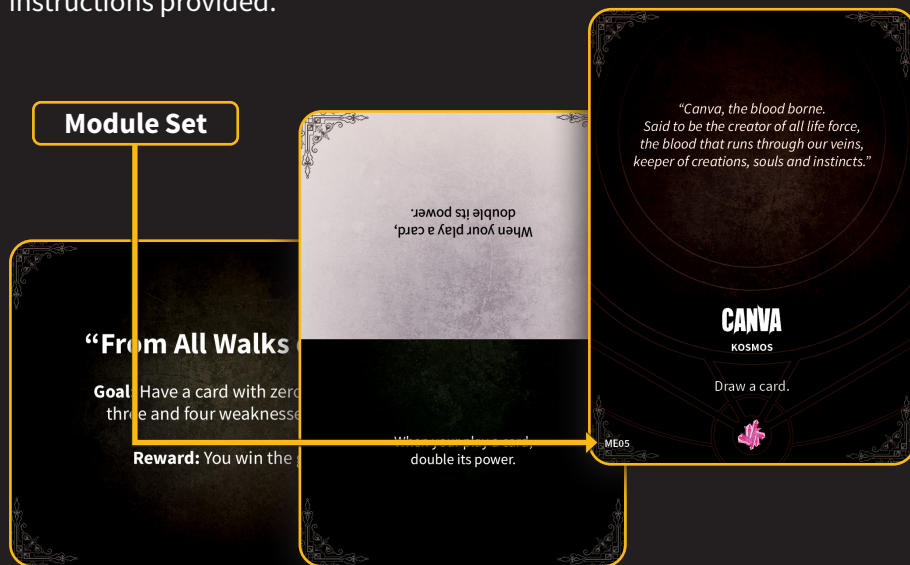 instructions provided.
Module Set
“From All Walks
Goal: Have a card with zero
three and four weaknesse
Reward: You win the
When your play a card,
double its power.
When your play a card,
double its power.
“Canva, the blood borne.
Said to be the creator of all life force,
the blood that runs through our veins,
keeper of creations, souls and instincts.”
CANVA
KOSMOS
Draw a card.
ME05